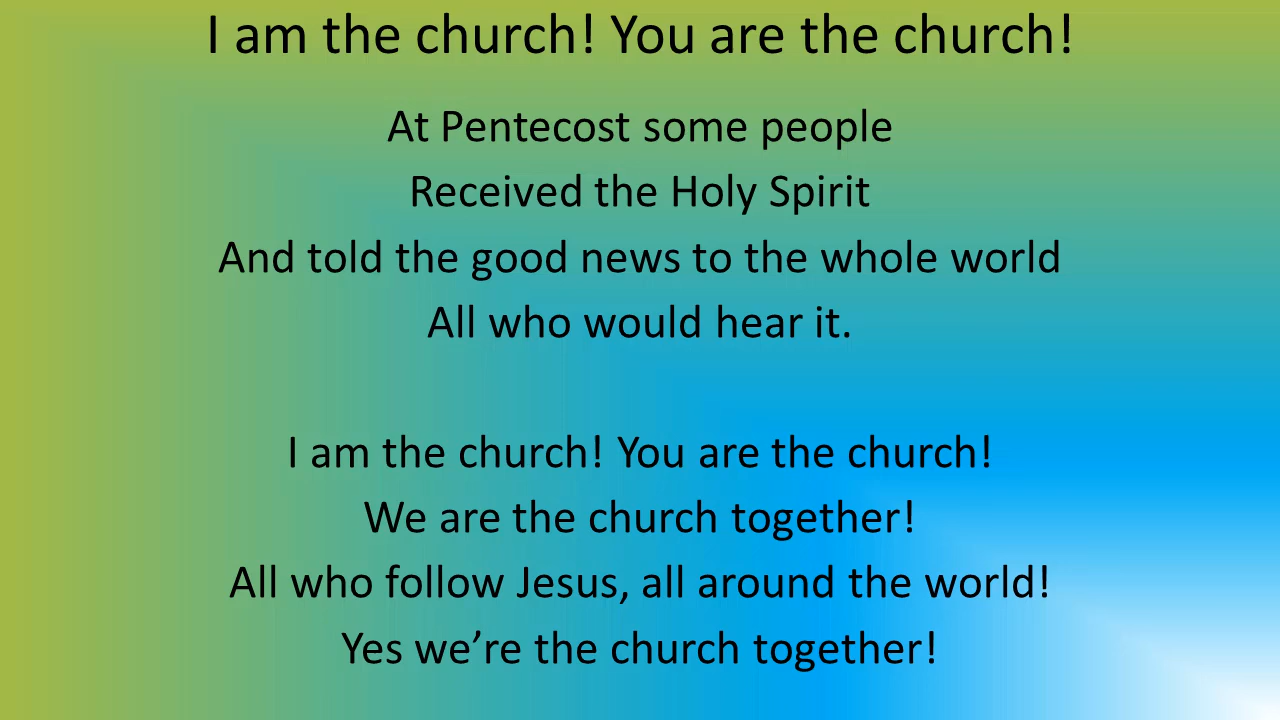 I am the church! You are the church!
At Pentecost some people
Received the Holy Spirit
And told the good news to the whole world
All who would hear it.
I am the church! You are the church!
We are the church together!
All who follow Jesus, all around the world!
Yes we’re the church together!